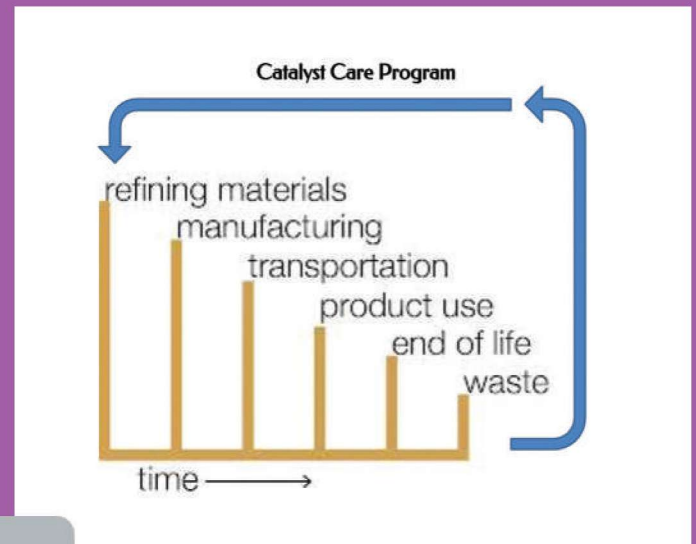 Catalyst Care Program
refining materials
manufacturing
transportation
product use
end of life
waste
time